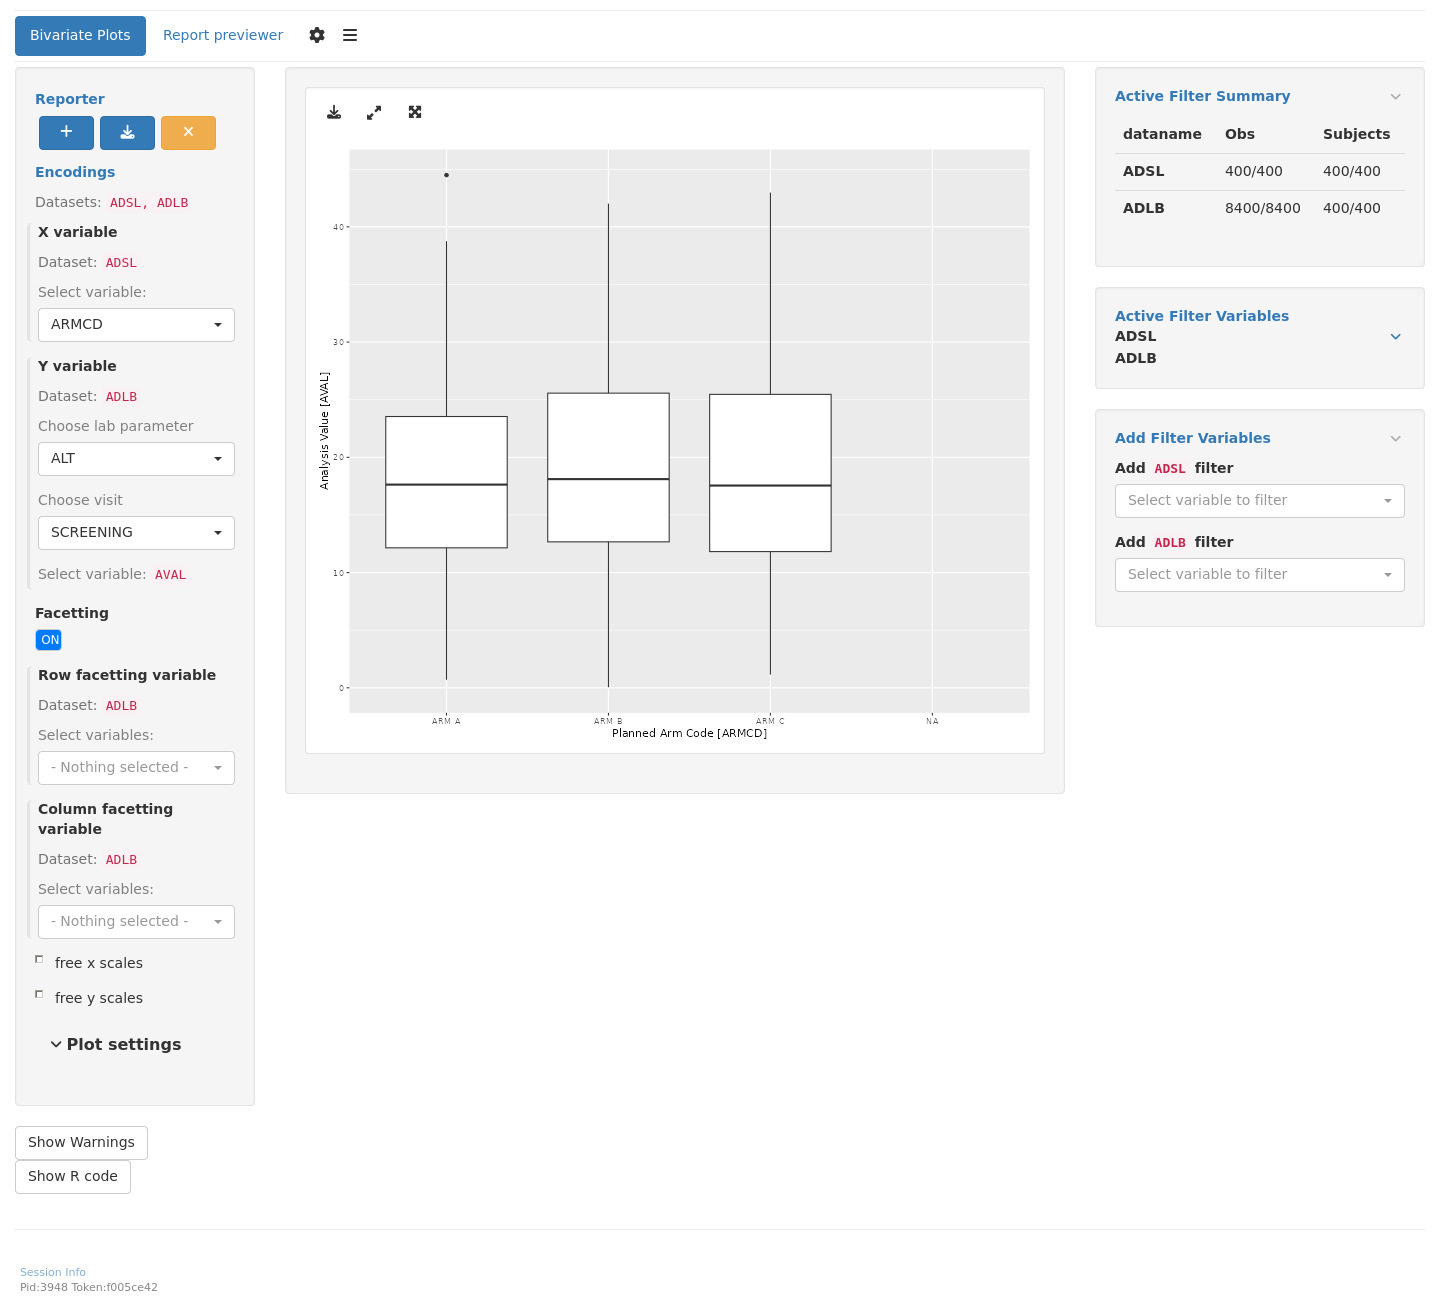 Bivariate Plots
Report previewer
Reporter
Encodings
Datasets: ADSL, ADLB
X variable
Dataset: ADSL
Select variable:
ARMCD
Y variable
Dataset: ADLB
Choose lab parameter
ALT
Choose visit
SCREENING
Select variable: AVAL
Facetting
ON
Row facetting variable
Dataset: ADLB
Select variables:
- Nothing selected -
Column facetting
variable
Dataset: ADLB
Select variables:
- Nothing selected -
free x scales
free y scales
Plot settings
Show Warnings
Show R code
Analysis Value [AVAL]
40
30
20
10
0
ARM A
ARM B
ARM C
NA
Planned Arm Code [ARMCD]
Active Filter Summary
dataname Obs Subjects
ADSL 400/400 400/400
ADLB 8400/8400 400/400
Active Filter Variables
ADSL
ADLB
Add Filter Variables
Add ADSL filter
Select variable to filter
Add ADLB filter
Select variable to filter
Session Info
Pid:3948 Token:f005ce42